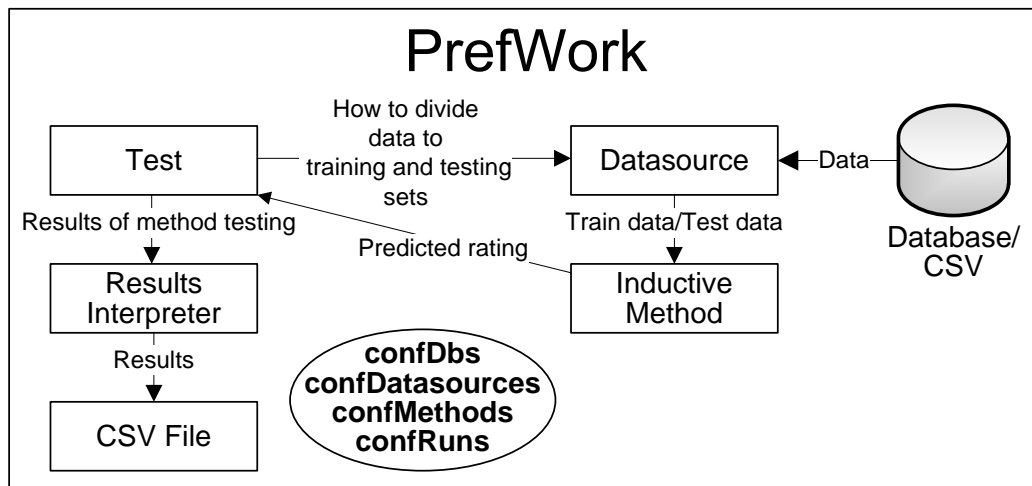 PrefWork
How to divide
data to
training and testing
sets
Test
Datasource
Data
Results of method testing
Train data/Test data
Predicted rating
Database/
CSV
Results
Interpreter
Inductive
Method
Results
confDbs
confDatasources
confMethods
confRuns
CSV File